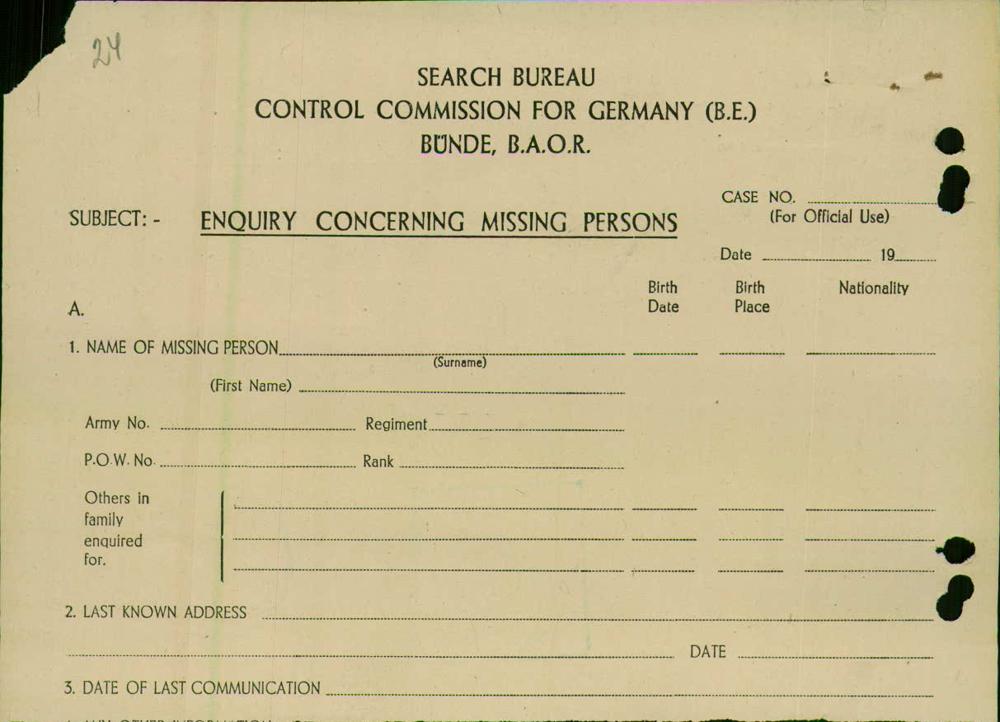 24
SEARCH BUREAU
CONTROL COMMISSION FOR GERMANY (B.E.)
BÜNDE, B.A.O.R.
CASE NO.
(For Official Use)
SUBJECT: - ENQUIRY CONCERNING MISSING PERSONS
Date 19
Birth Date Birth Place Nationality
A.
1. NAME OF MISSING PERSON
(Surname)
(First Name)
Army No. Regiment
P.O.W. No. Rank
Others in
family
enquired
for.
2. LAST KNOWN ADDRESS
DATE
3. DATE OF LAST COMMUNICATION